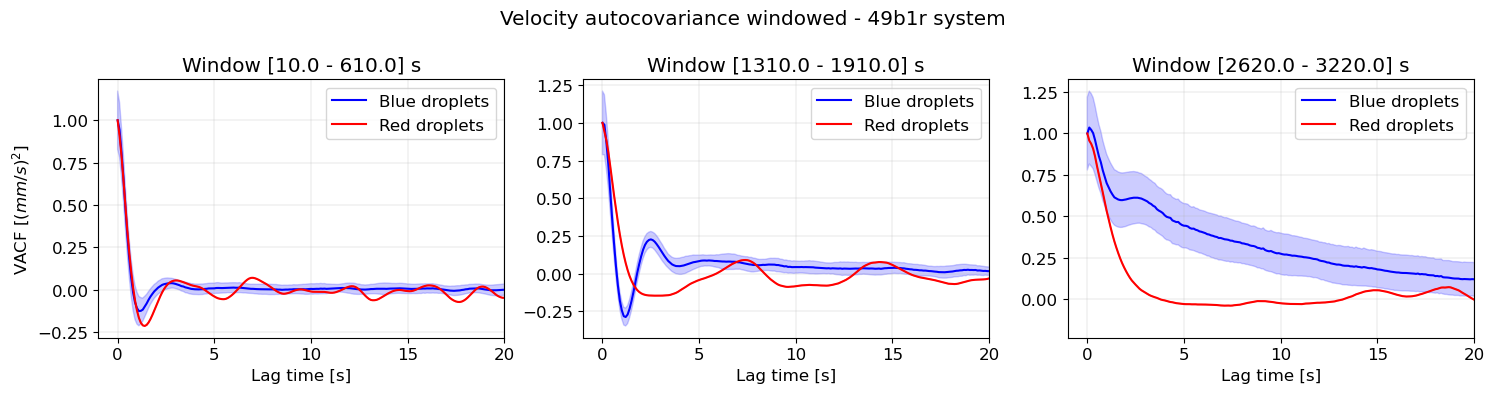 Velocity autocovariance windowed - 49b1r system
Window [10.0 - 610.0] s
VACF [(mm/s)²]
1.00
0.75
0.50
0.25
0.00
−0.25
0
5
10
15
20
Lag time [s]
Blue droplets
Red droplets
Window [1310.0 - 1910.0] s
1.25
1.00
0.75
0.50
0.25
0.00
−0.25
0
5
10
15
20
Lag time [s]
Blue droplets
Red droplets
Window [2620.0 - 3220.0] s
1.25
1.00
0.75
0.50
0.25
0.00
0
5
10
15
20
Lag time [s]
Blue droplets
Red droplets